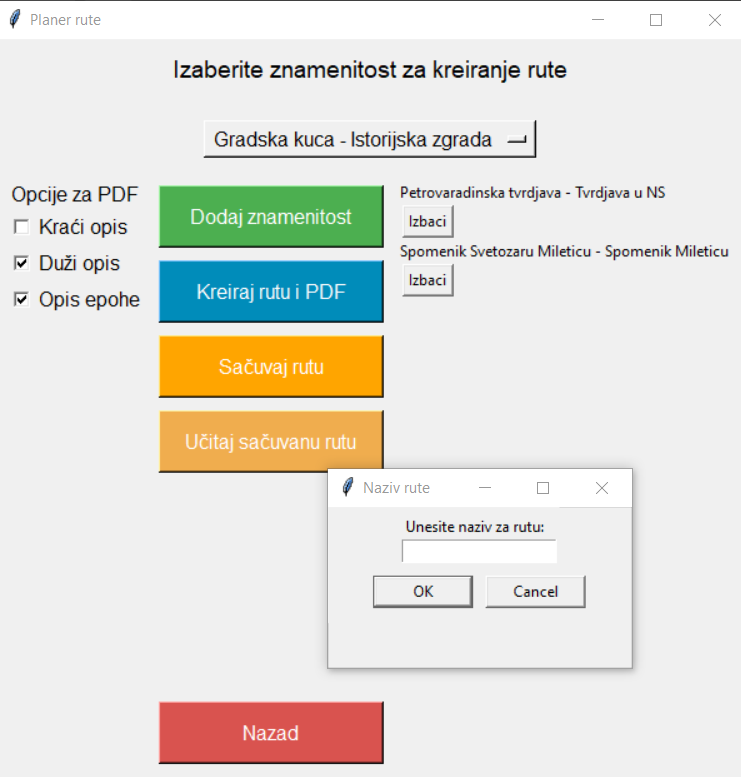 Planer rute
Izaberite znamenitost za kreiranje rute
Gradska kuca - Istorijska zgrada
Opcije za PDF
Kraći opis
Duži opis
Opis epohe
Dodaj znamenitost
Kreiraj rutu i PDF
Sačuvaj rutu
Učitaj sačuvanu rutu
Petrovaradinska tvrdjava - Tvrdjava u NS
Izbaci
Spomenik Svetozaru Mileticu - Spomenik Mileticu
Izbaci
Naziv rute
Unesite naziv za rutu:
OK
Cancel
Nazad